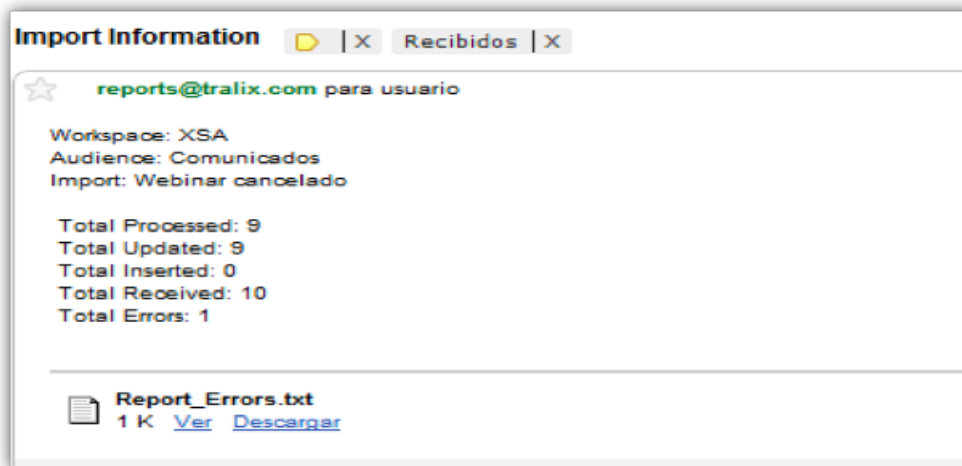 Import Information | X Recibidos | X
reports@tralix.com para usuario
Workspace: XSA
Audience: Comunicados
Import: Webinar cancelado
Total Processed: 9
Total Updated: 9
Total Inserted: 0
Total Received: 10
Total Errors: 1
Report_Errors.txt
1 K Ver Descargar